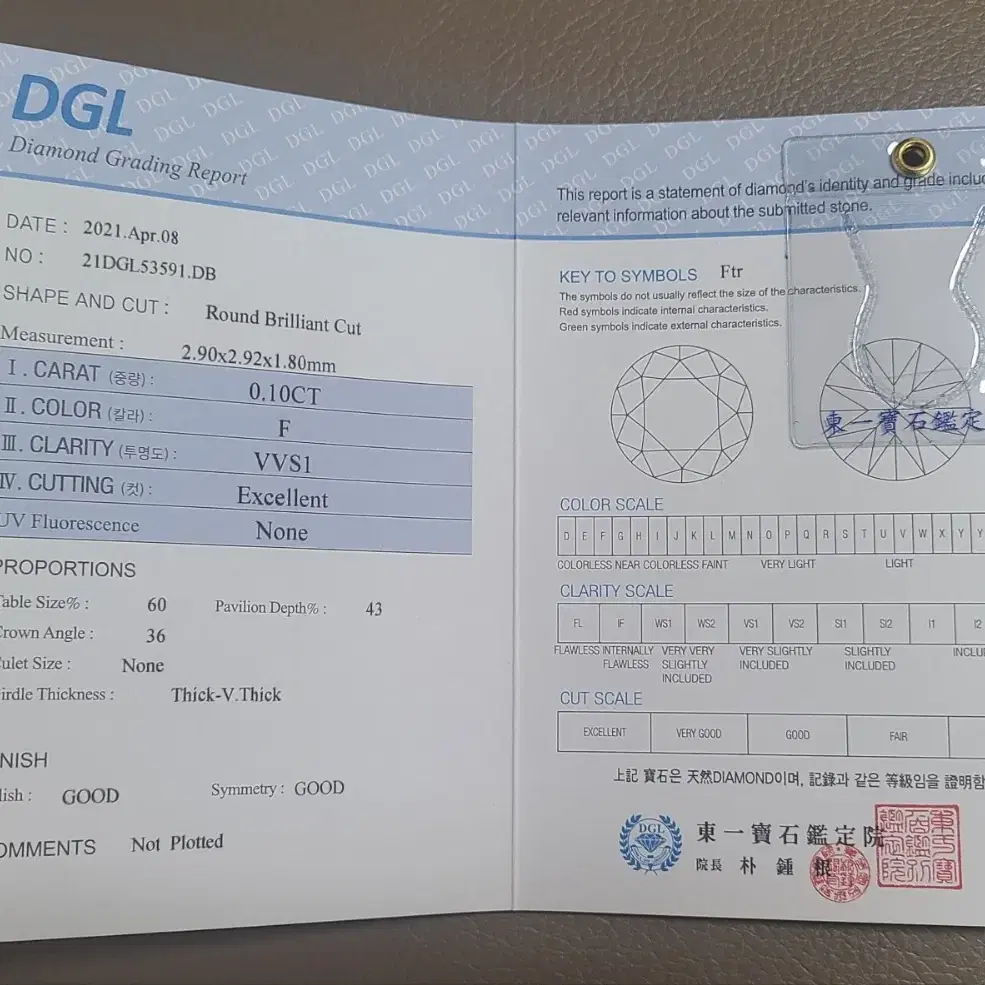 DGL
Diamond Grading Report
DATE : 2021.Apr.08
NO : 21DGL53591.DB
SHAPE AND CUT : Round Brilliant Cut
Measurement : 2.90x2.92x1.80mm
I. CARAT (중량) : 0.10CT
II. COLOR (칼라) : F
III. CLARITY (투명도) : VVS1
IV. CUTTING (컷) : Excellent
UV Fluorescence None
PROPORTIONS
Table Size% : 60 Pavilion Depth% : 43
Crown Angle : 36
ulet Size : None
irdle Thickness : Thick-V.Thick
NISH
lish : GOOD Symmetry : GOOD
OMMENTS Not Plotted
This report is a statement of diamond's identity and grade inclu
relevant information about the submitted stone.
KEY TO SYMBOLS Ftr
The symbols do not usually reflect the size of the characteristics.
Red symbols indicate internal characteristics.
Green symbols indicate external characteristics.
東一寶石鑑定
COLOR SCALE
D E F G H I J K L M N O P Q R S T U V W X Y
COLORLESS NEAR COLORLESS FAINT VERY LIGHT LIGHT
CLARITY SCALE
FL IF WS1 WS2 VS1 VS2 SI1 SI2 I1 I2
FLAWLESS INTERNALLY VERY VERY VERY SLIGHTLY SLIGHTLY INCLU
FLAWLESS SLIGHTLY INCLUDED INCLUDED
INCLUDED
CUT SCALE
EXCELLENT VERY GOOD GOOD FAIR
上記 寶石은 天然DIAMOND이며, 記錄과 같은 等級임을 證明함
DGL
東一寶石鑑定院
院長 朴 鍾 根